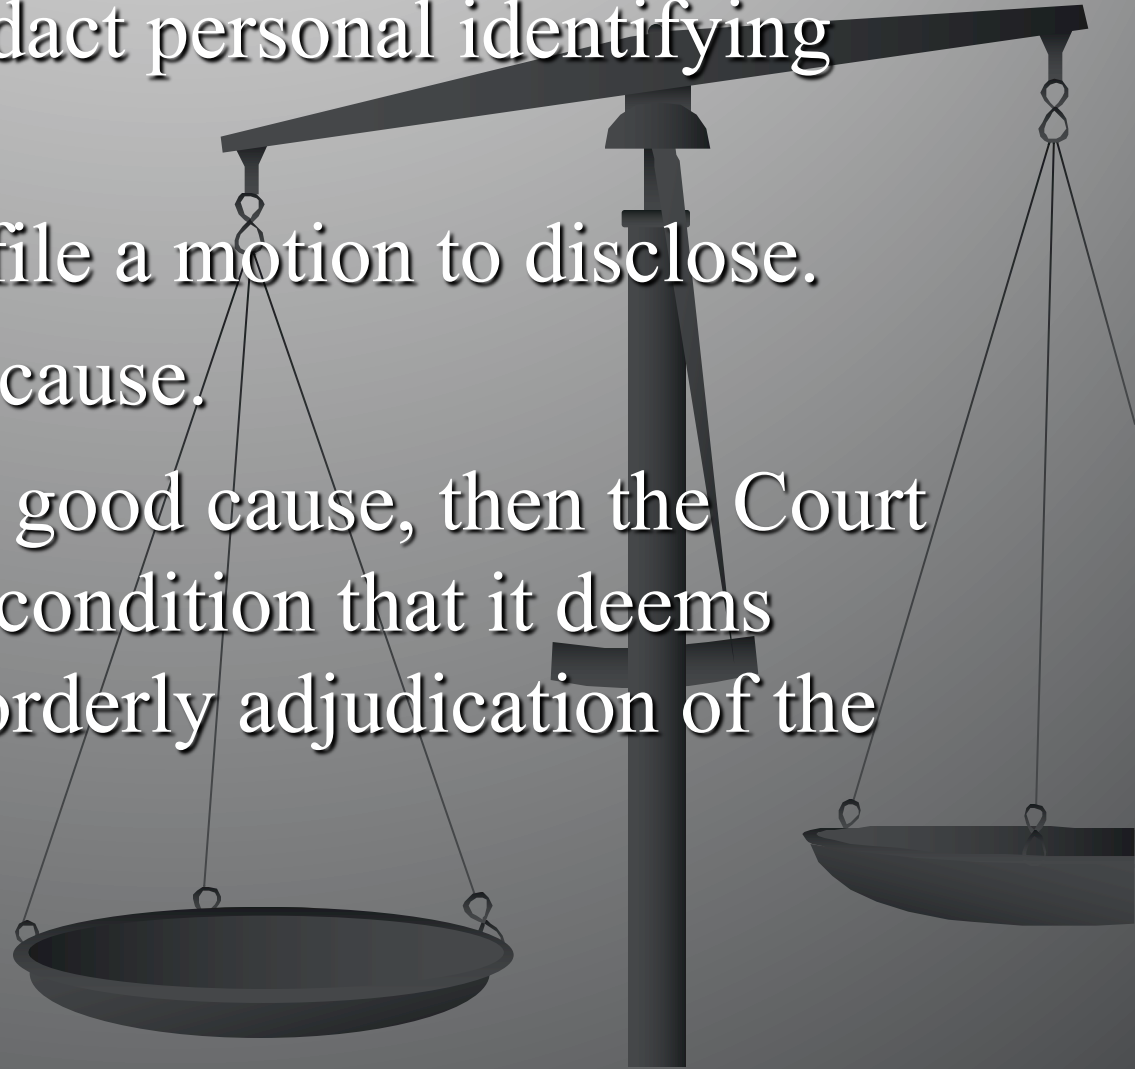 dact personal identifying
file a motion to disclose.
cause.
good cause, then the Court
condition that it deems
orderly adjudication of the